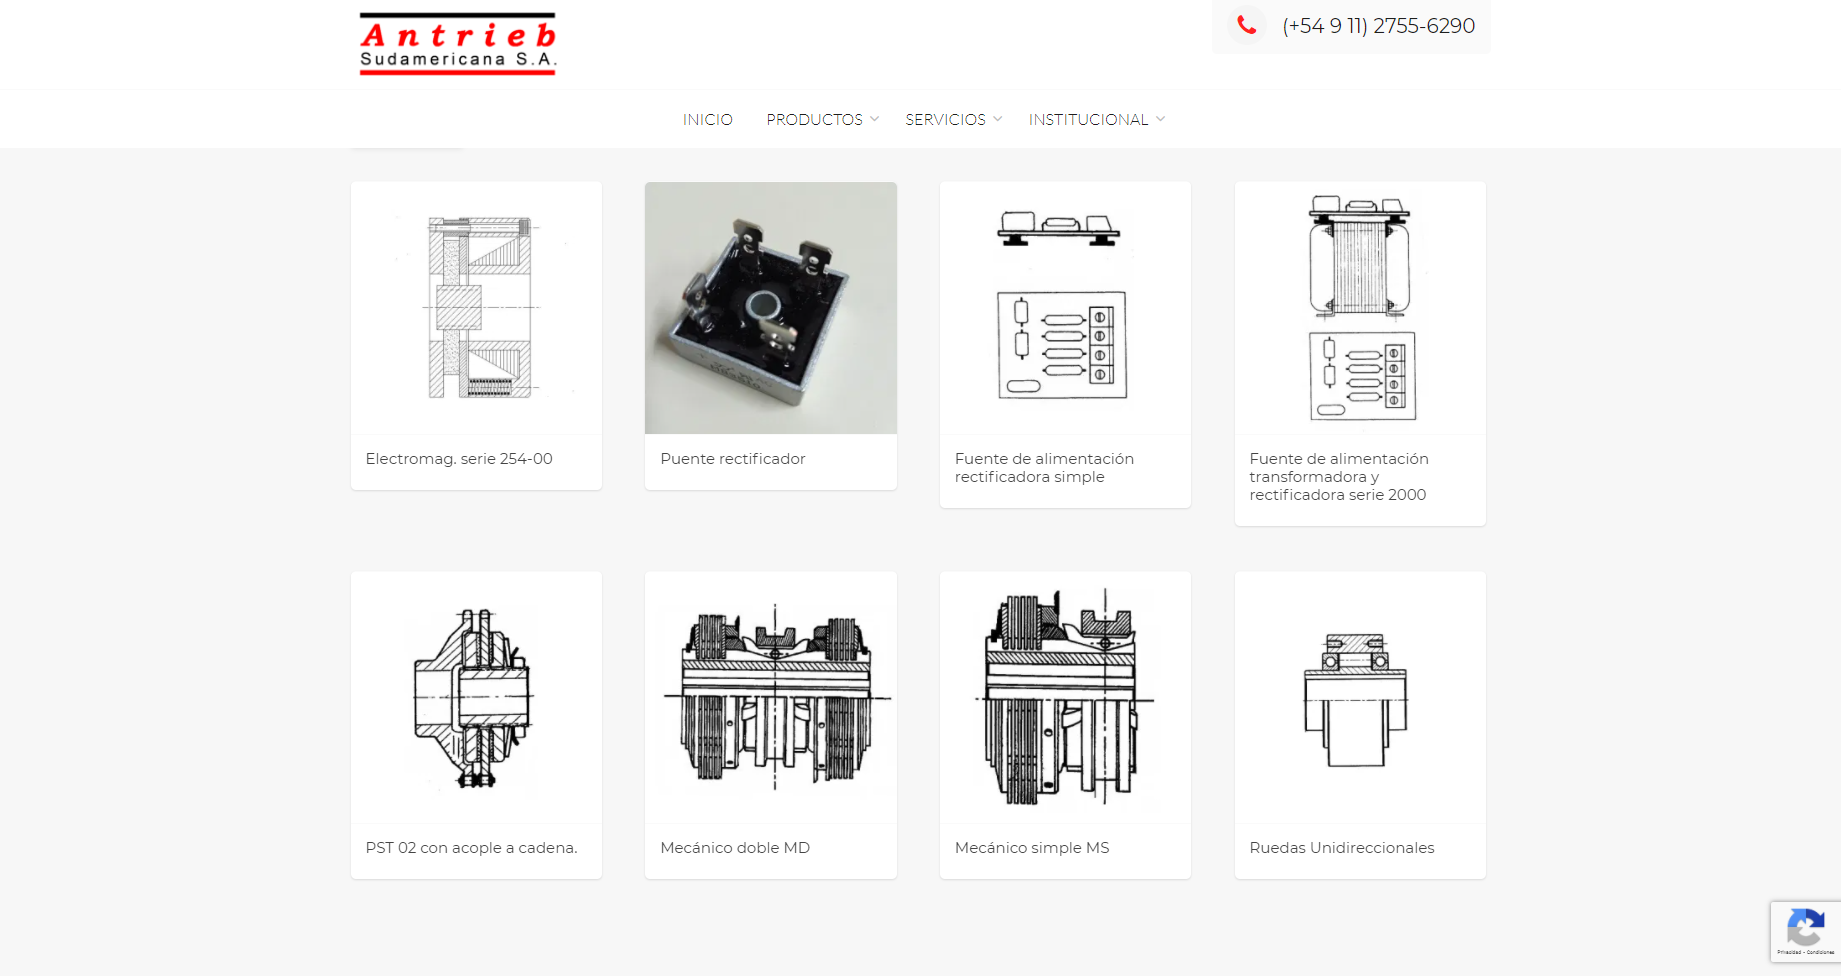 Antrieb
Sudamericana S.A.
(+54 9 11) 2755-6290
INICIO
PRODUCTOS
SERVICIOS
INSTITUCIONAL
Electromag. serie 254-00
Puente rectificador
Fuente de alimentación
rectificadora simple
Fuente de alimentación
transformadora y
rectificadora serie 2000
PST 02 con acople a cadena.
Mecánico doble MD
Mecánico simple MS
Ruedas Unidireccionales
Privacidad - Condiciones